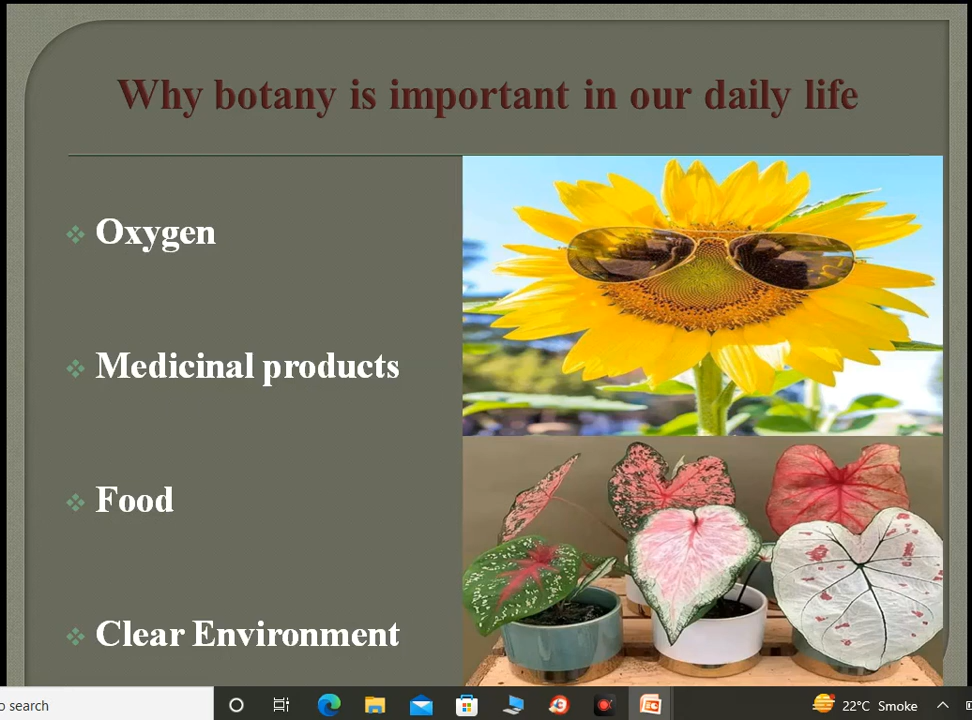 Why botany is important in our daily life
Oxygen
Medicinal products
Food
Clear Environment
o search
22°C Smoke